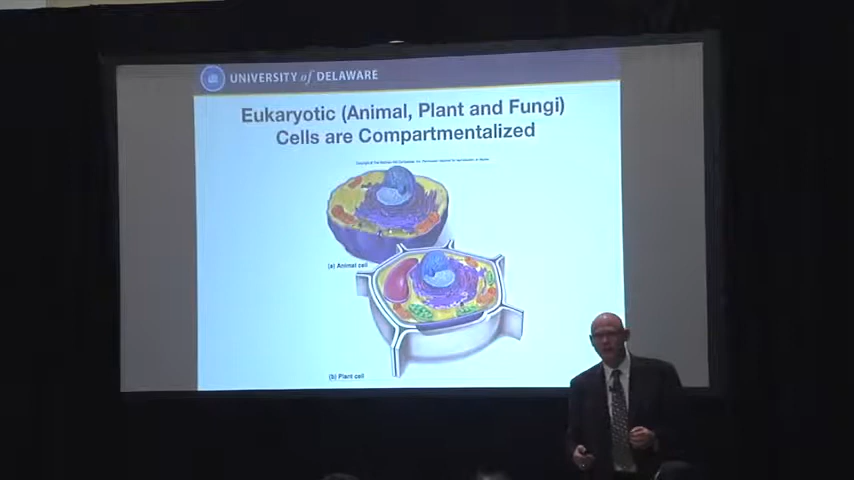 UNIVERSITY of DELAWARE
Eukaryotic (Animal, Plant and Fungi)
Cells are Compartmentalized
(a) Animal cell
(b) Plant cell